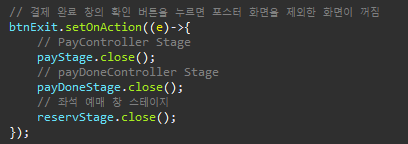 // 결제 완료 창의 확인 버튼을 누르면 포스터 화면을 제외한 화면이 꺼짐
btnExit.setOnAction((e)->{
// PayController Stage
payStage.close();
// payDoneController Stage
payDoneStage.close();
// 좌석 예매 창 스테이지
reservStage.close();
});